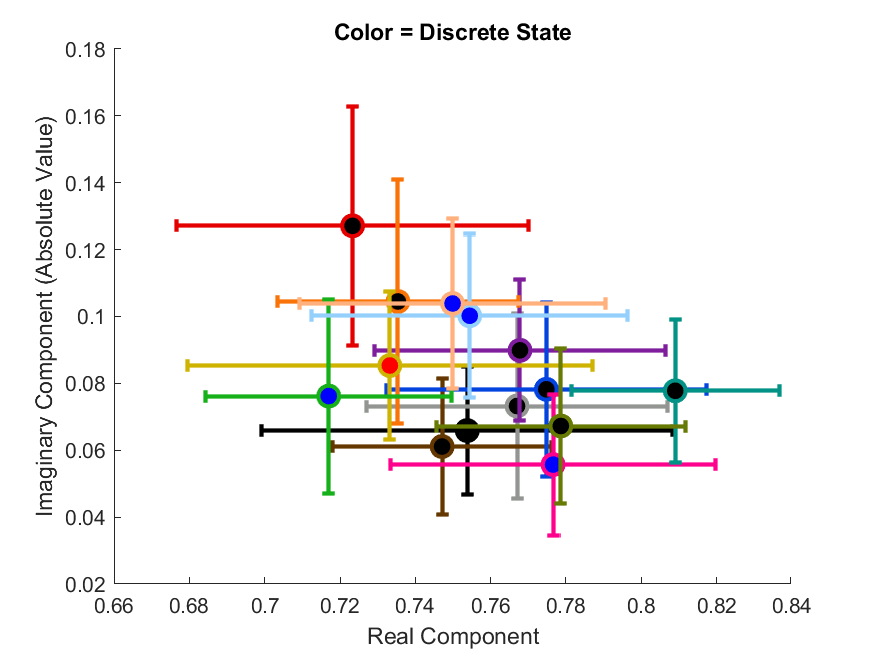 Color = Discrete State
0.18
0.16
0.14
0.12
0.1
0.08
0.06
0.04
0.02
Imaginary Component (Absolute Value)
0.66 0.68 0.7 0.72 0.74 0.76 0.78 0.8 0.82 0.84
Real Component